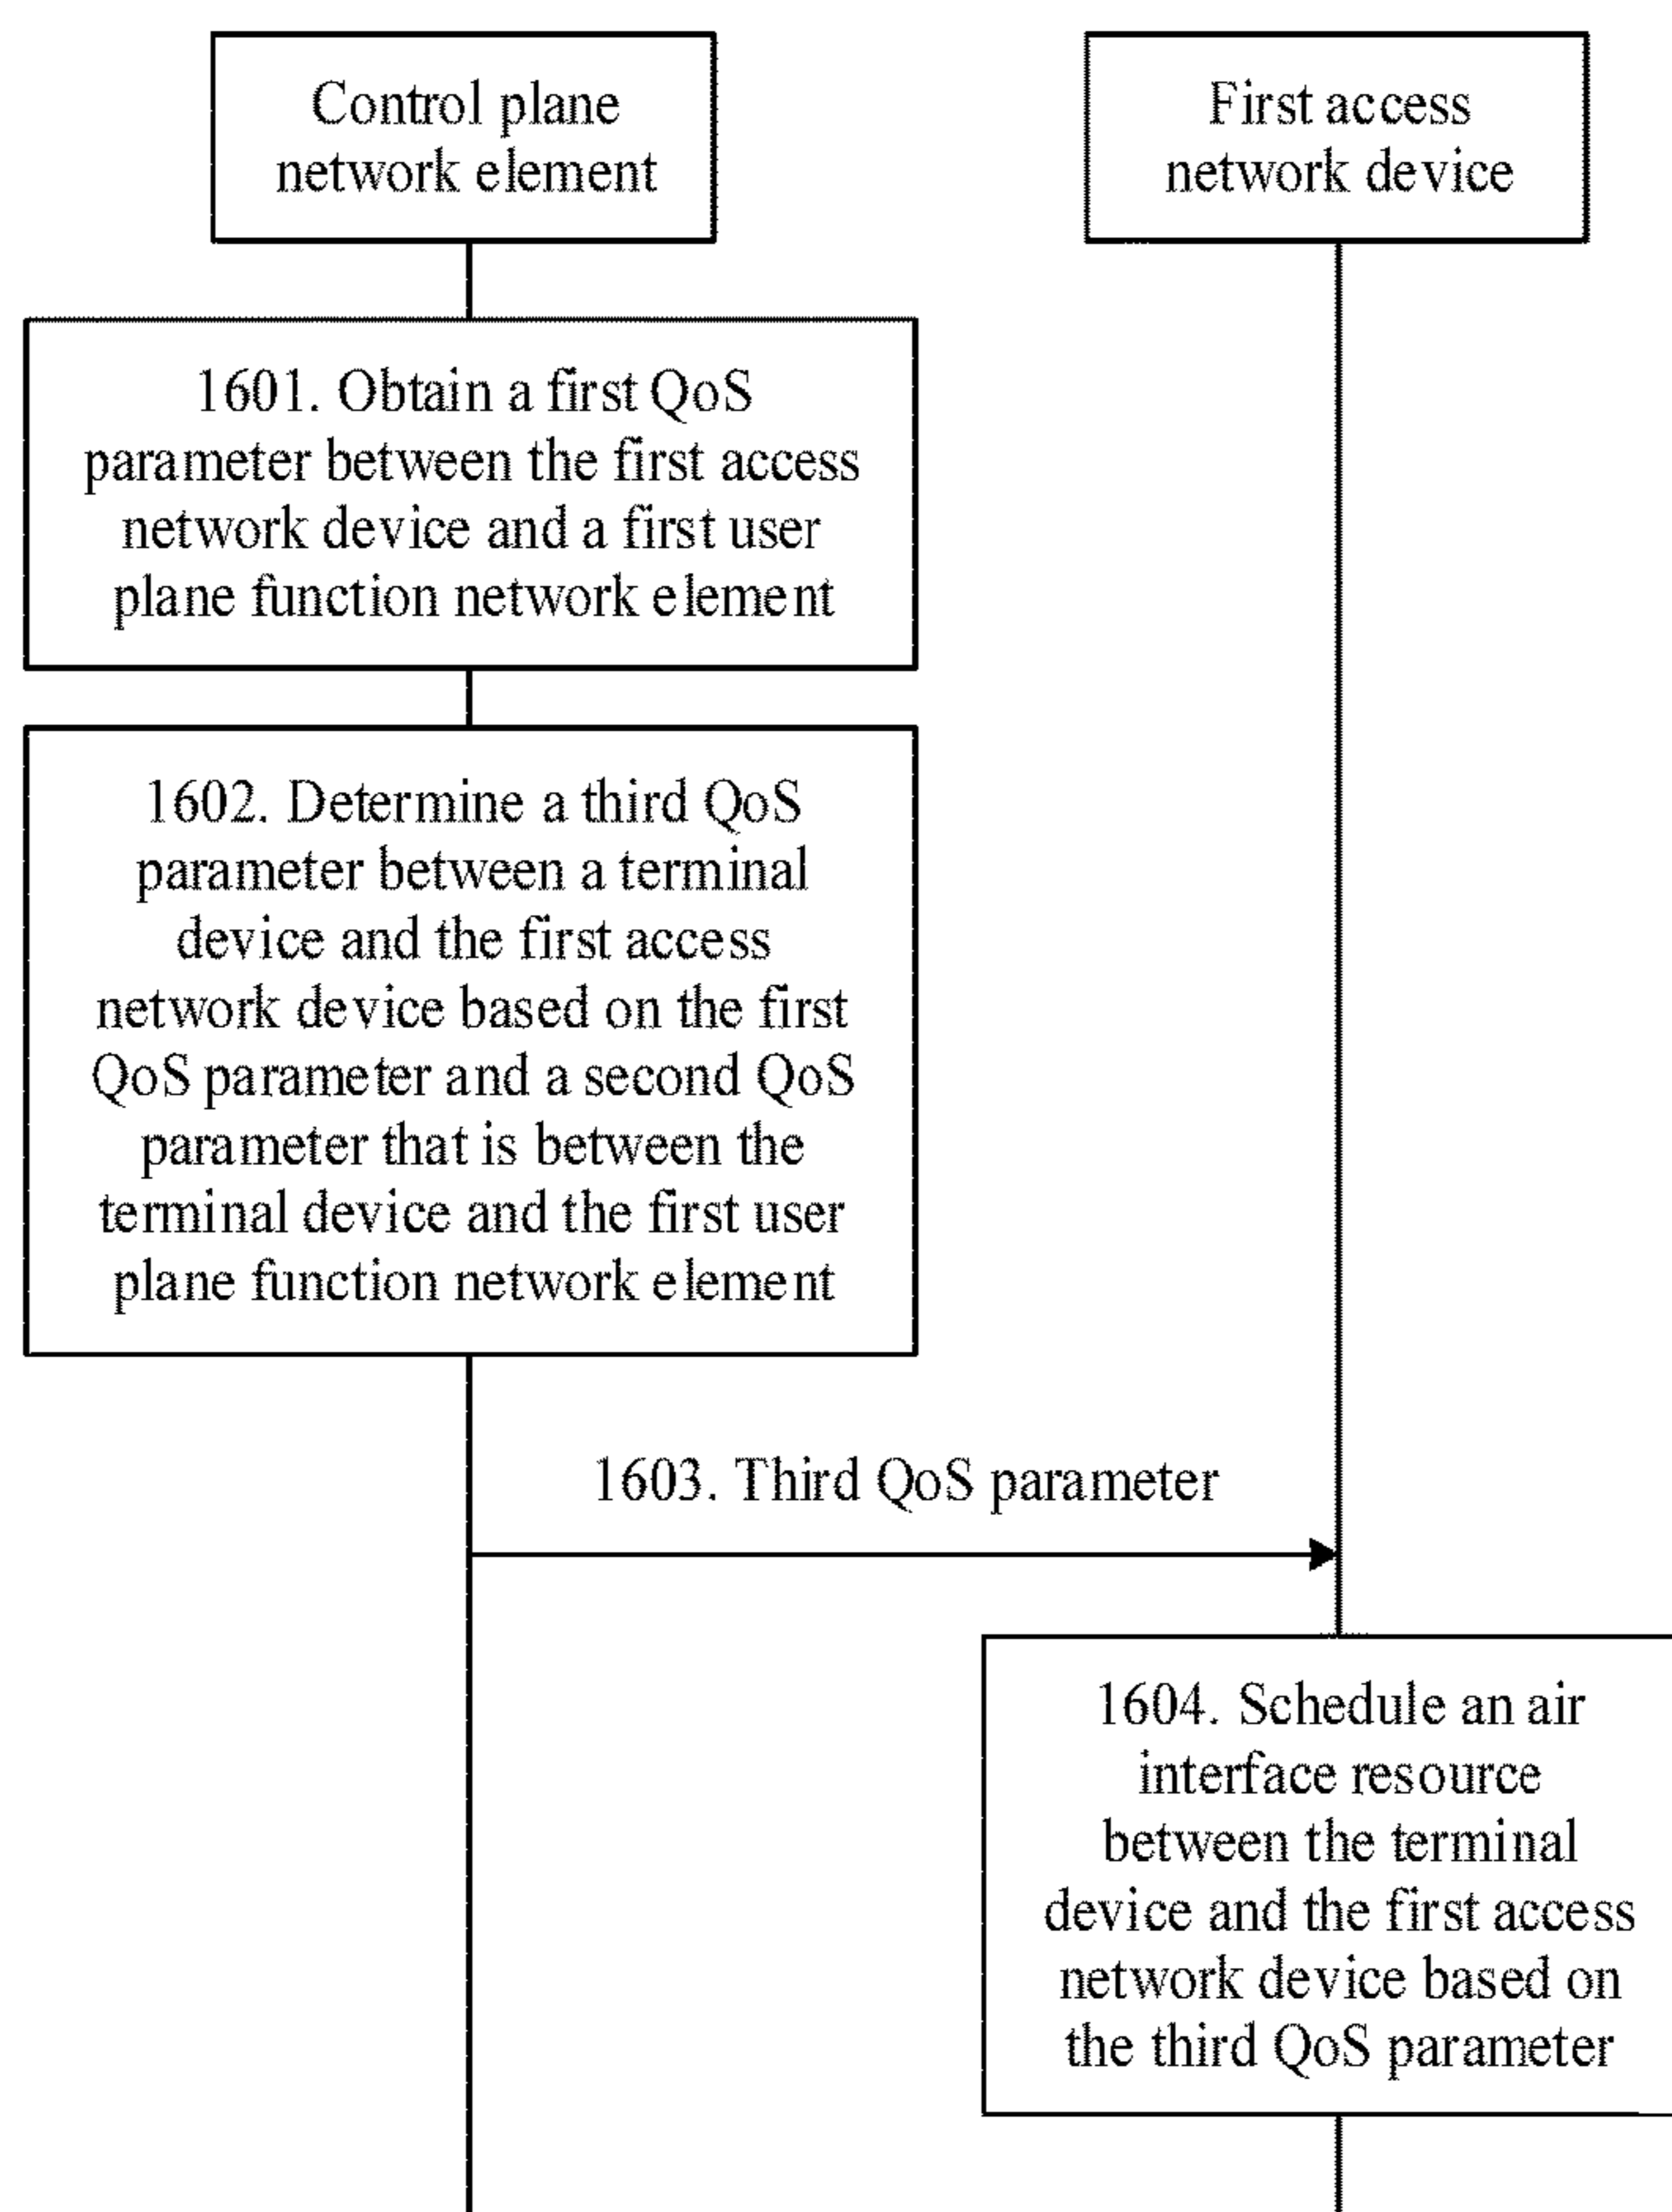 Control plane
network element
First access
network device
1601. Obtain a first QoS
parameter between the first access
network device and a first user
plane function network element
1602. Determine a third QoS
parameter between a terminal
device and the first access
network device based on the first
QoS parameter and a second QoS
parameter that is between the
terminal device and the first user
plane function network element
1603. Third QoS parameter
1604. Schedule an air
interface resource
between the terminal
device and the first access
network device based on
the third QoS parameter